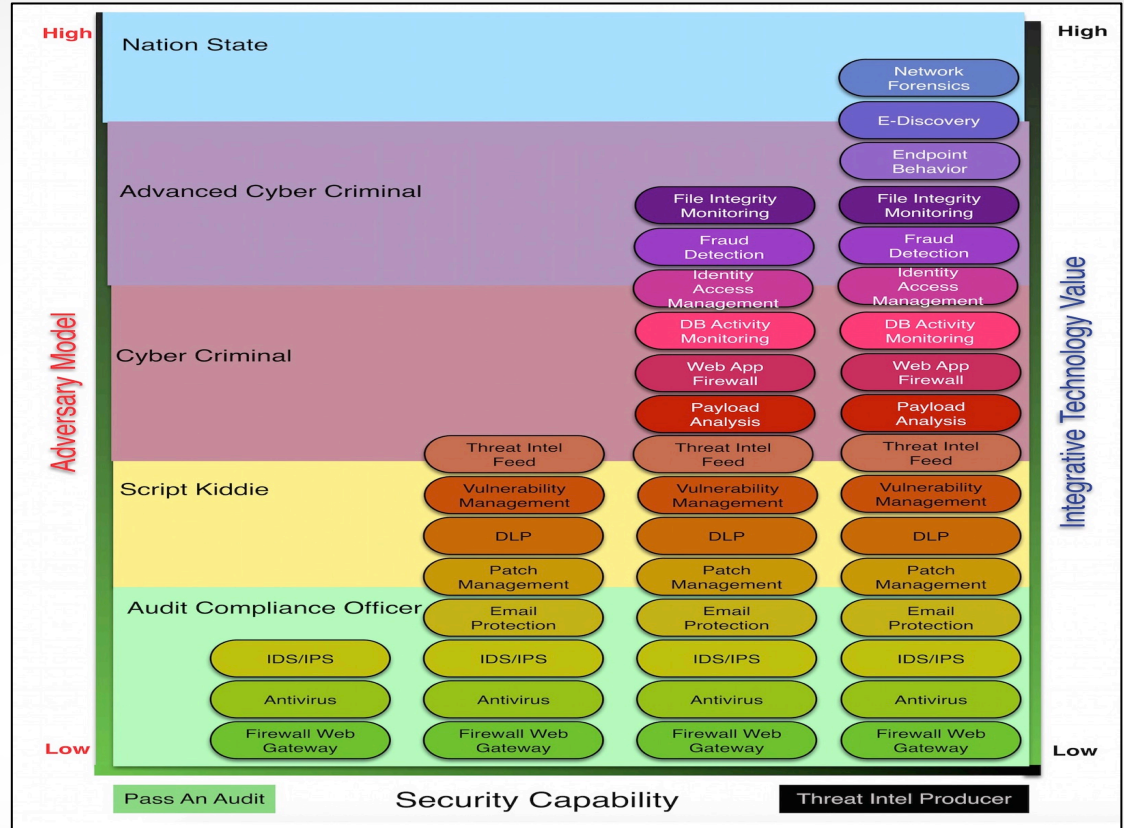 High
High
Nation State
Network
Forensics
E-Discovery
Endpoint
Behavior
Advanced Cyber Criminal
File Integrity
Monitoring
File Integrity
Monitoring
Fraud
Detection
Fraud
Detection
Identity
Access
Management
Identity
Access
Management
DB Activity
Monitoring
DB Activity
Monitoring
Cyber Criminal
Web App
Firewall
Web App
Firewall
Payload
Analysis
Payload
Analysis
Threat Intel
Feed
Threat Intel
Feed
Threat Intel
Feed
Adversary Model
Integrative Technology Value
Script Kiddie
Vulnerability
Management
Vulnerability
Management
Vulnerability
Management
DLP
DLP
DLP
Patch
Management
Patch
Management
Patch
Management
Audit Compliance Officer
Email
Protection
Email
Protection
Email
Protection
IDS/IPS
IDS/IPS
IDS/IPS
IDS/IPS
Antivirus
Antivirus
Antivirus
Antivirus
Firewall Web
Gateway
Firewall Web
Gateway
Firewall Web
Gateway
Firewall Web
Gateway
Low
Low
Pass An Audit
Security Capability
Threat Intel Producer